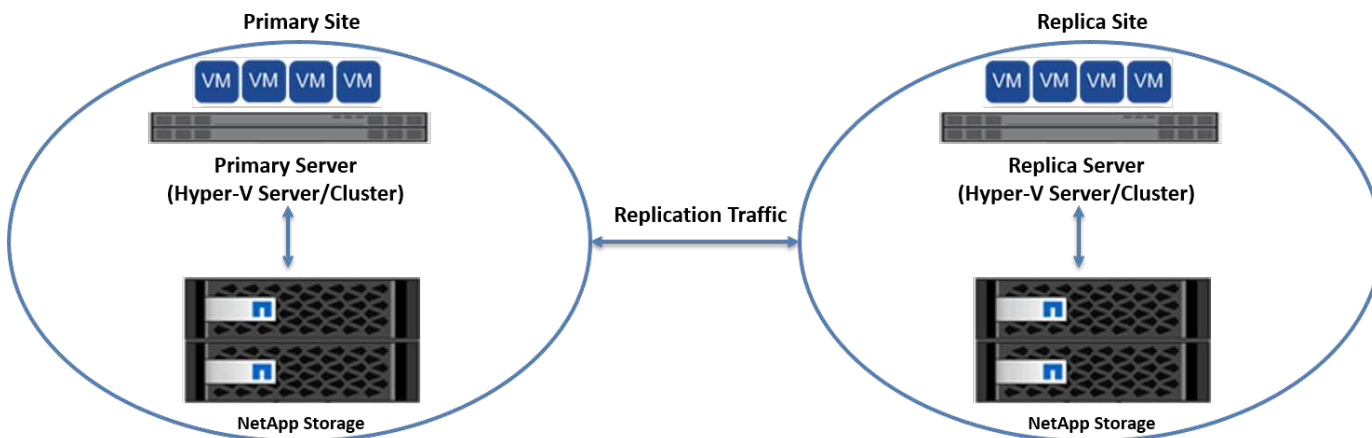 Primary Site
VM VM VM VM
Primary Server
(Hyper-V Server/Cluster)
NetApp Storage
Replication Traffic
Replica Site
VM VM VM VM
Replica Server
(Hyper-V Server/Cluster)
NetApp Storage